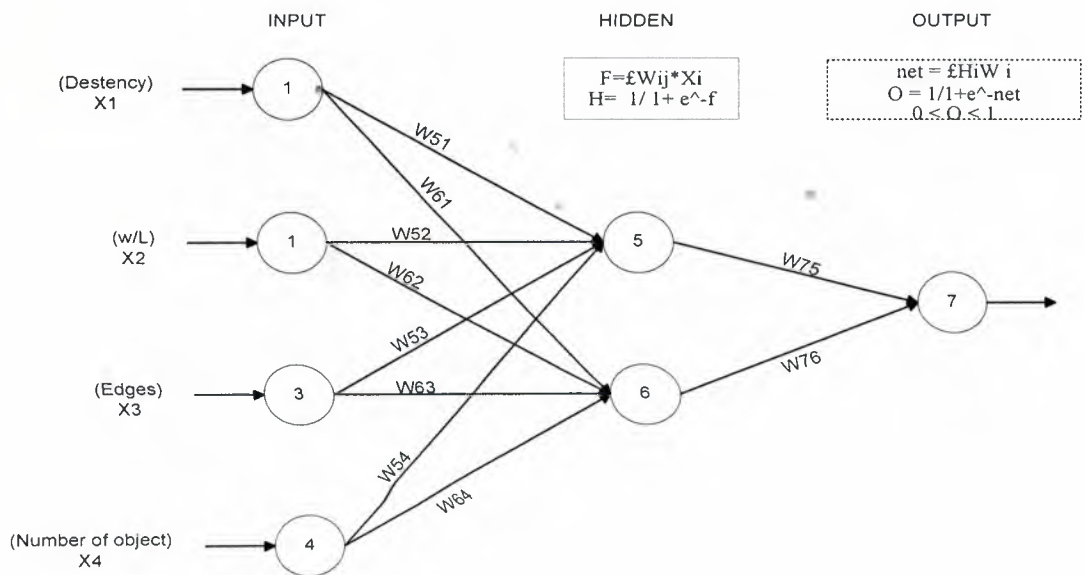 INPUT
HIDDEN
OUTPUT
(Destency)
X1
1
F=£Wij*Xi
H= 1/ 1+ e^-f
net = £HiW i
O = 1/1+e^-net
0 < O < 1
W51
W61
(w/L)
X2
1
W52
W62
5
W75
7
W53
(Edges)
X3
3
W63
6
W76
W54
W64
(Number of object)
X4
4